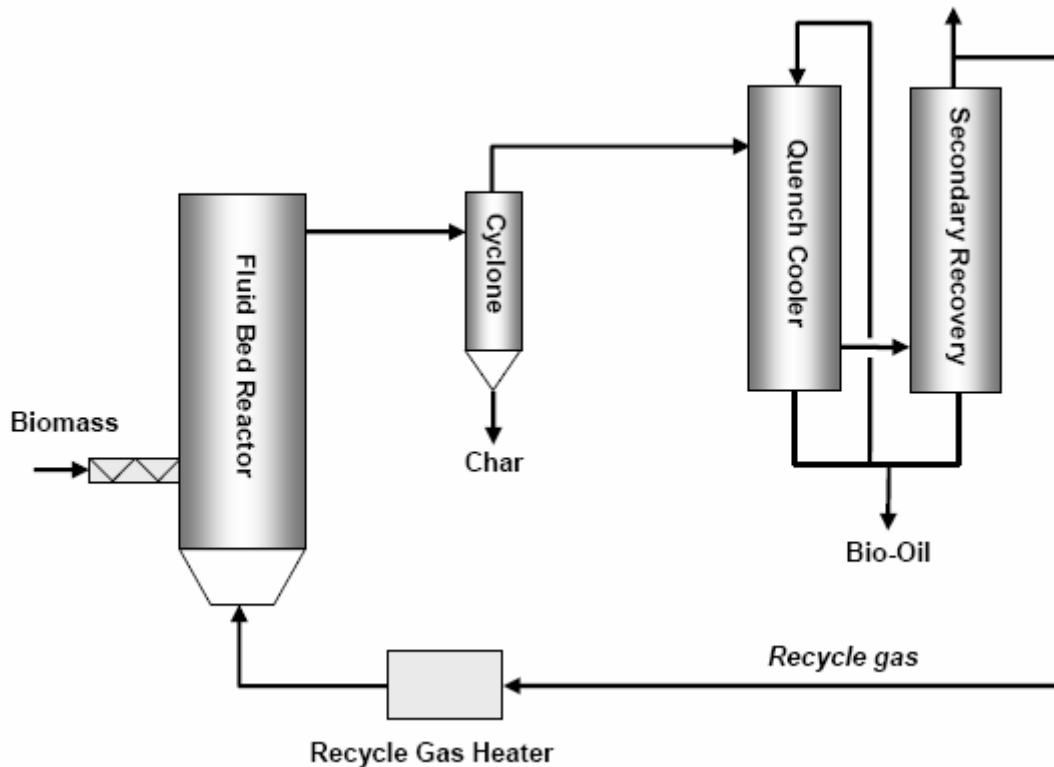 Biomass
Fluid Bed Reactor
Cyclone
Char
Quench Cooler
Secondary Recovery
Bio-Oil
Recycle gas
Recycle Gas Heater